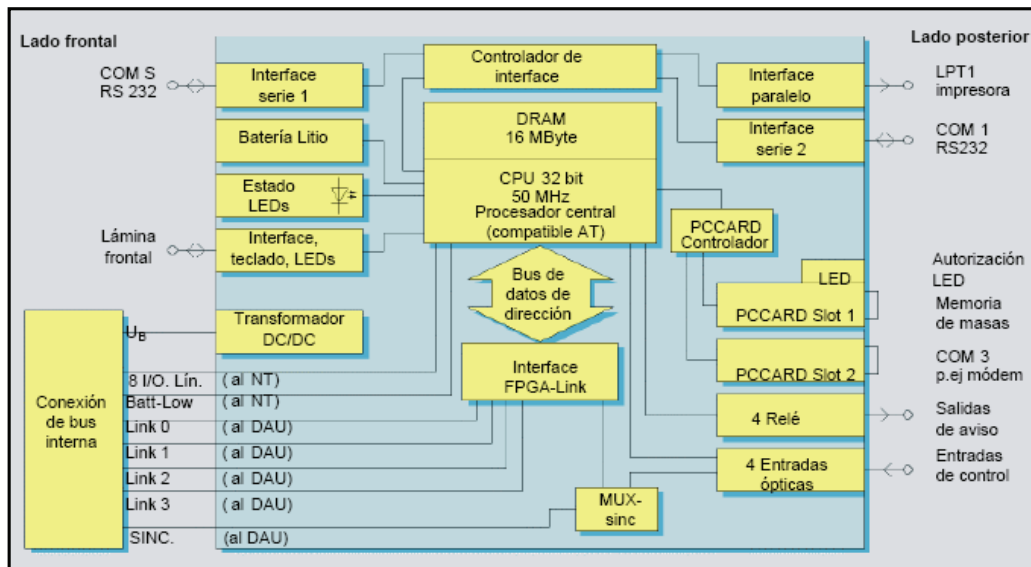 Lado frontal
COM S
RS 232
Lámina
frontal
Interface
serie 1
Batería Litio
Estado
LEDs
Interface,
teclado, LEDs
Transformador
DC/DC
Controlador de
interface
DRAM
16 MByte
CPU 32 bit
50 MHz
Procesador central
(compatible AT)
Bus de
datos de
dirección
Interface
FPGA-Link
MUX-
sinc
Interface
paralelo
Interface
serie 2
PCCARD
Controlador
LED
PCCARD Slot 1
PCCARD Slot 2
4 Relé
4 Entradas
ópticas
Lado posterior
LPT1
impresora
COM 1
RS232
Autorización
LED
Memoria
de masas
COM 3
p.ej módem
Salidas
de aviso
Entradas
de control
Conexión
de bus
interna
UB
8 I/O. Lín. (al NT)
Batt-Low (al NT)
Link 0 (al DAU)
Link 1 (al DAU)
Link 2 (al DAU)
Link 3 (al DAU)
SINC. (al DAU)